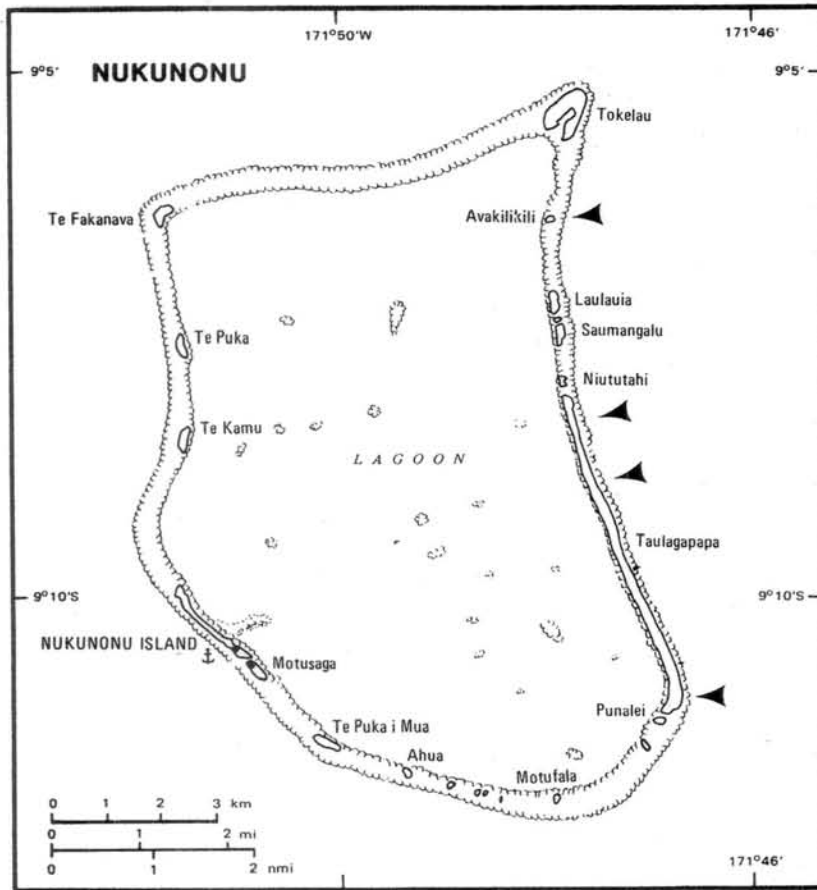 171°50'W
171°46'
9°5'
NUKUNONU
9°5'
Tokelau
Te Fakanava
Avakilikili
Laulauia
Saumangalu
Te Puka
Niututahi
Te Kamu
LAGOON
Taulagapapa
9°10'S
9°10'S
NUKUNONU ISLAND
Motusaga
Punalei
Te Puka i Mua
Ahua
Motufala
0 1 2 3 km
0 1 2 mi
0 1 2 nmi
171°46'